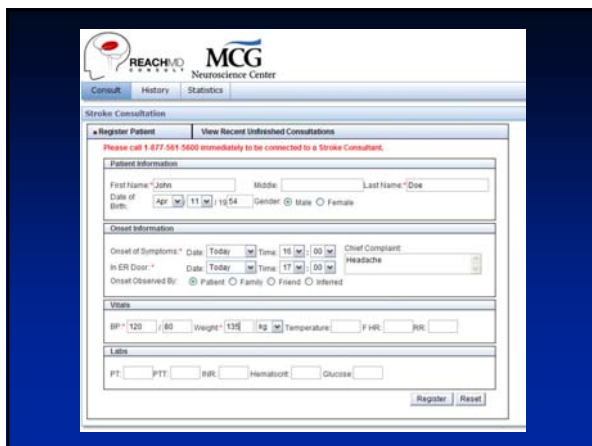 REACHMD
CONSULT
MCG
Neuroscience Center
Consult History Statistics
Stroke Consultation
Register Patient View Recent Unfinished Consultations
Please call 1-877-561-5600 immediately to be connected to a Stroke Consultant.
Patient Information
First Name:* John Middle: Last Name:* Doe
Date of Birth: Apr / 11 / 19 54 Gender: Male Female
Onset Information
Onset of Symptoms:* Date: Today Time: 16 : 00 Chief Complaint:
In ER Door: * Date: Today Time: 17 : 00 Headache
Onset Observed By: Patient Family Friend Inferred
Vitals
BP:* 120 / 80 Weight:* 135 kg Temperature: F HR: RR:
Labs
PT: PTT: INR: Hematocrit: Glucose:
Register Reset